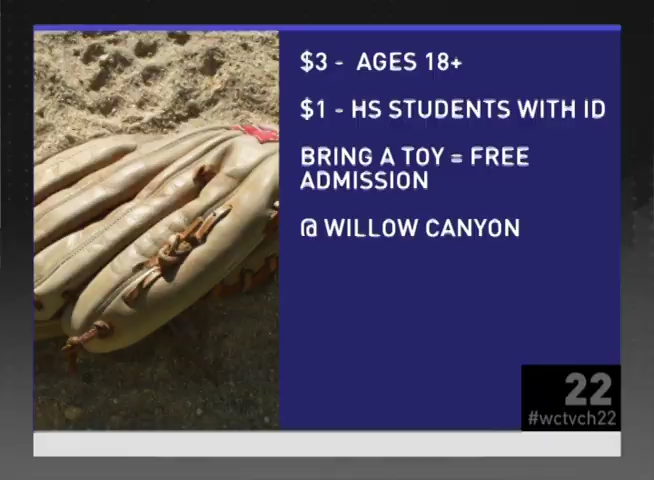 $3 - AGES 18+
$1 - HS STUDENTS WITH ID
BRING A TOY = FREE
ADMISSION
@ WILLOW CANYON
22
#wctvch22